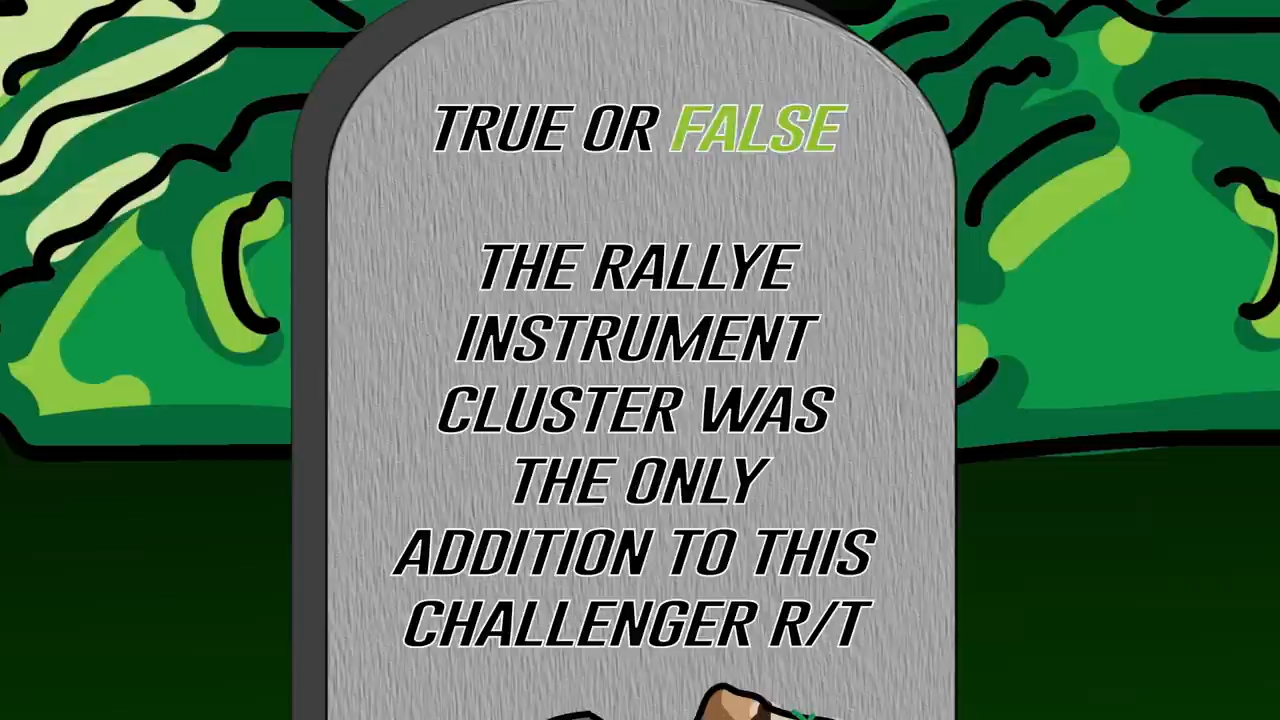 TRUE OR FALSE
THE RALLYE
INSTRUMENT
CLUSTER WAS
THE ONLY
ADDITION TO THIS
CHALLENGER R/T